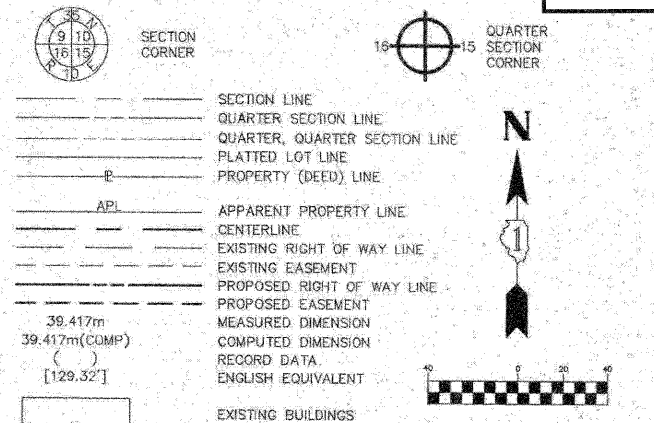 T 35 N
9 10
16 15
R 10 E
SECTION
CORNER
16 15
QUARTER
SECTION
CORNER
SECTION LINE
QUARTER SECTION LINE
QUARTER, QUARTER SECTION LINE
PLATTED LOT LINE
PL PROPERTY (DEED) LINE
APL APPARENT PROPERTY LINE
CENTERLINE
EXISTING RIGHT OF WAY LINE
EXISTING EASEMENT
PROPOSED RIGHT OF WAY LINE
PROPOSED EASEMENT
39.417m MEASURED DIMENSION
39.417m(COMP) COMPUTED DIMENSION
( ) RECORD DATA
[129.32'] ENGLISH EQUIVALENT
EXISTING BUILDINGS
N
1
40 0 20 40